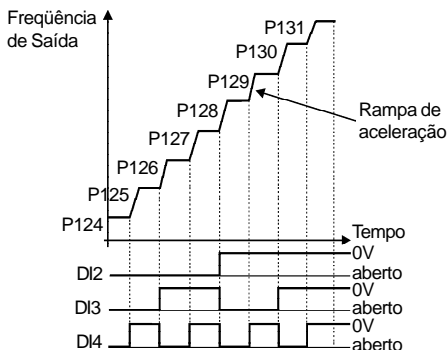 Freqüência
de Saída
P131
P130
P129
P128
P127
P126
P125
P124
Rampa de
aceleração
Tempo
0V
DI2
aberto
0V
DI3
aberto
0V
DI4
aberto